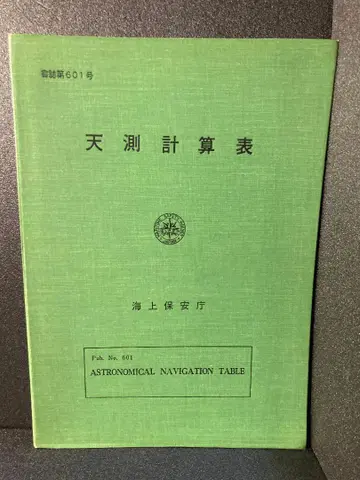 書誌第601号
天測計算表
海上保安庁
Pub. No. 601
ASTRONOMICAL NAVIGATION TABLE